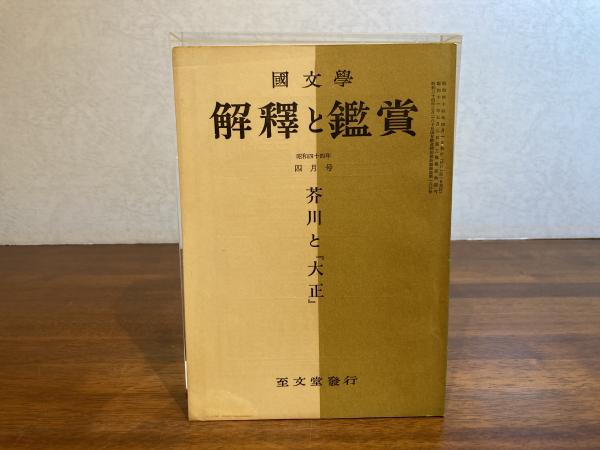 國文學
解釋と鑑賞
昭和四十四年
四月号
芥川と『大正』
至文堂發行